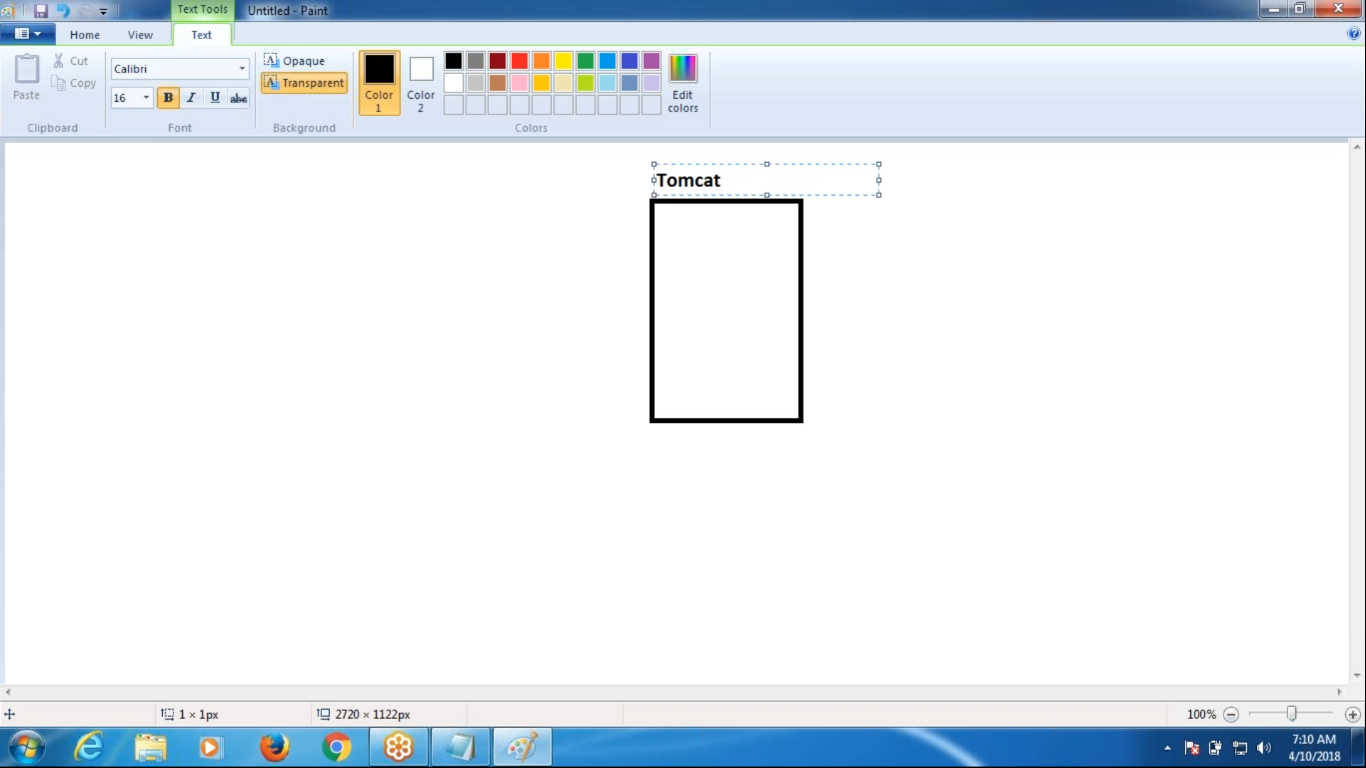 Text Tools
Untitled - Paint
Home
View
Text
Paste
Cut
Copy
Clipboard
Calibri
16
B
I
U
abc
Font
Opaque
Transparent
Background
Color 1
Color 2
Edit colors
Colors
Tomcat
1 × 1px
2720 × 1122px
100%
7:10 AM
4/10/2018